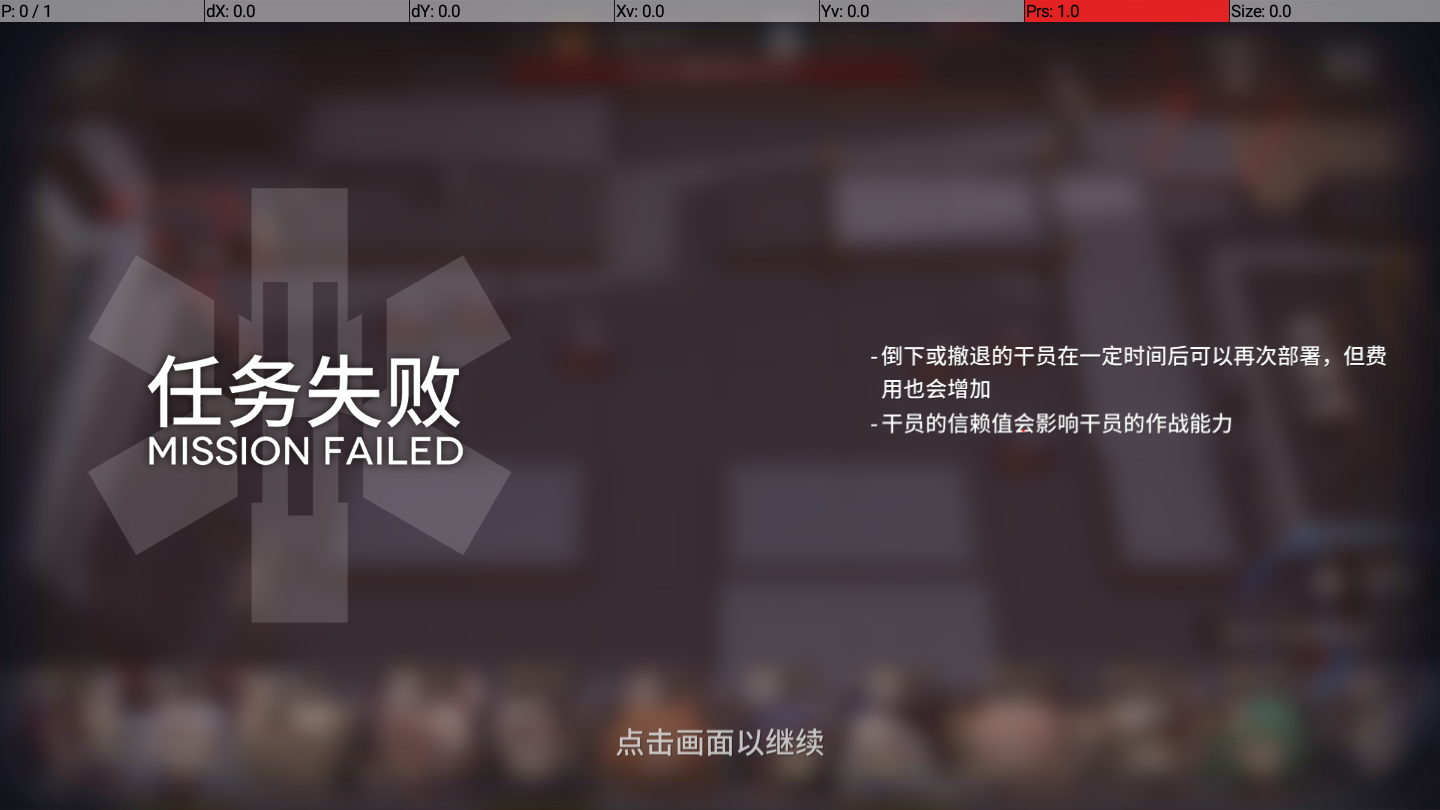 P: 0 / 1
dX: 0.0
dY: 0.0
Xv: 0.0
Yv: 0.0
Prs: 1.0
Size: 0.0
任务失败
MISSION FAILED
- 倒下或撤退的干员在一定时间后可以再次部署，但费
用也会增加
- 干员的信赖值会影响干员的作战能力
点击画面以继续